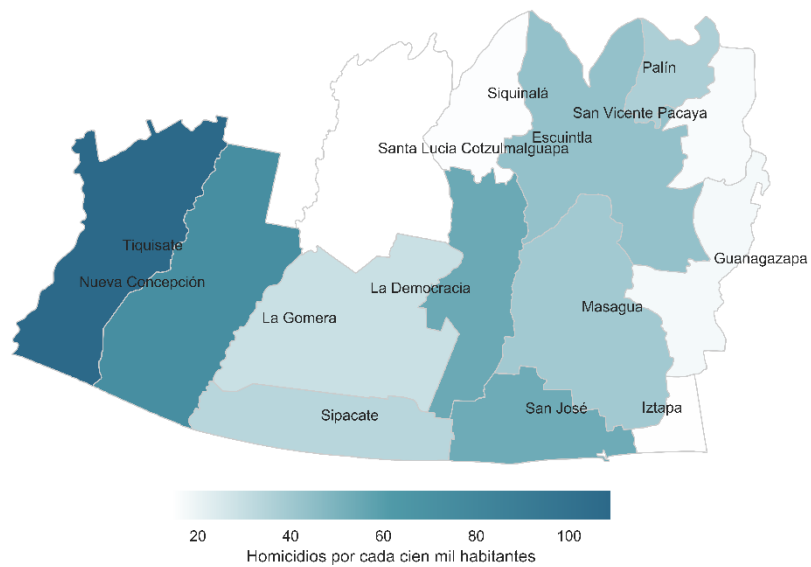 Palín
Siquinalá
San Vicente Pacaya
Escuintla
Santa Lucia Cotzulmalguapa
Tiquisate
Guanagazapa
Nueva Concepción
La Democracia
Masagua
La Gomera
Sipacate
San José
Iztapa
20 40 60 80 100
Homicidios por cada cien mil habitantes